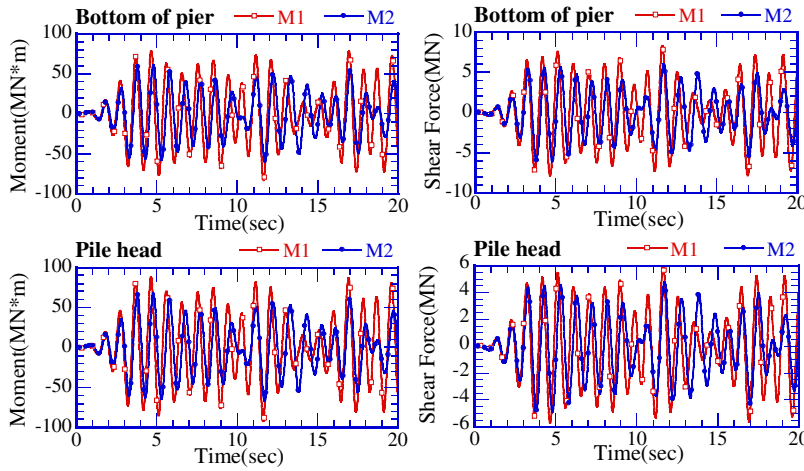 Bottom of pier M1 M2
100
50
0
-50
-100
Moment(MN*m)
0 5 10 15 20
Time(sec)
Bottom of pier M1 M2
10
5
0
-5
-10
Shear Force(MN)
0 5 10 15 20
Time(sec)
Pile head M1 M2
100
50
0
-50
-100
Moment(MN*m)
0 5 10 15 20
Time(sec)
Pile head M1 M2
6
4
2
0
-2
-4
-6
Shear Force(MN)
0 5 10 15 20
Time(sec)